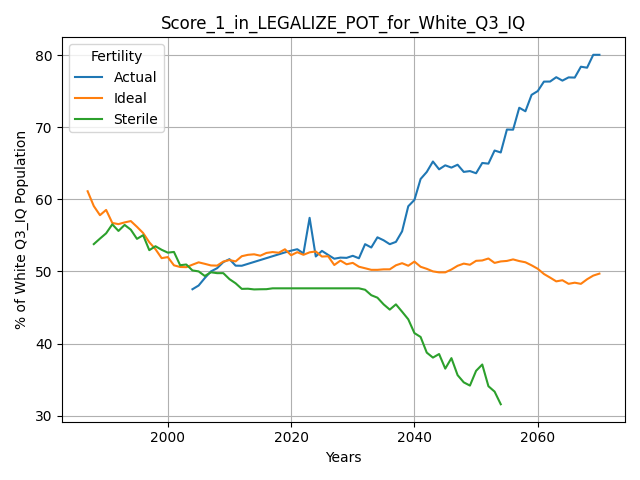 Score_1_in_LEGALIZE_POT_for_White_Q3_IQ
Fertility
Actual
Ideal
Sterile
% of White Q3_IQ Population
80
70
60
50
40
30
2000
2020
2040
2060
Years